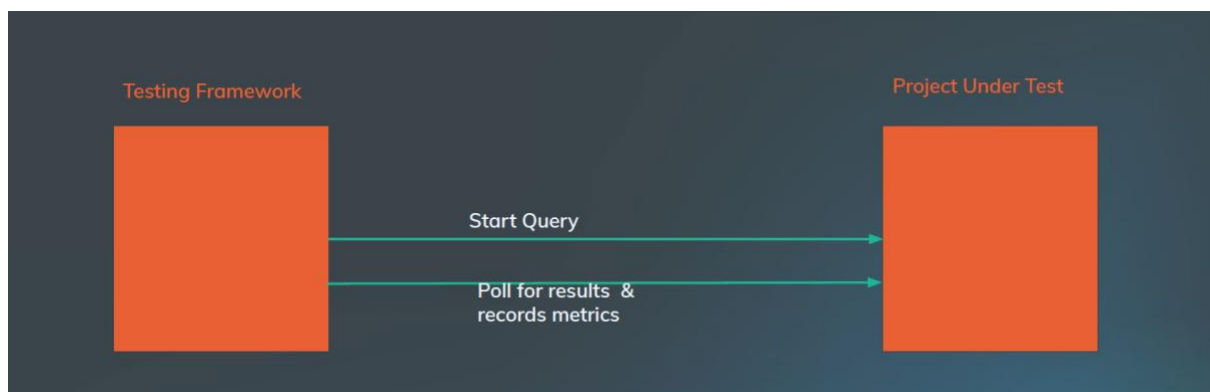 Testing Framework
Project Under Test
Start Query
Poll for results &
records metrics